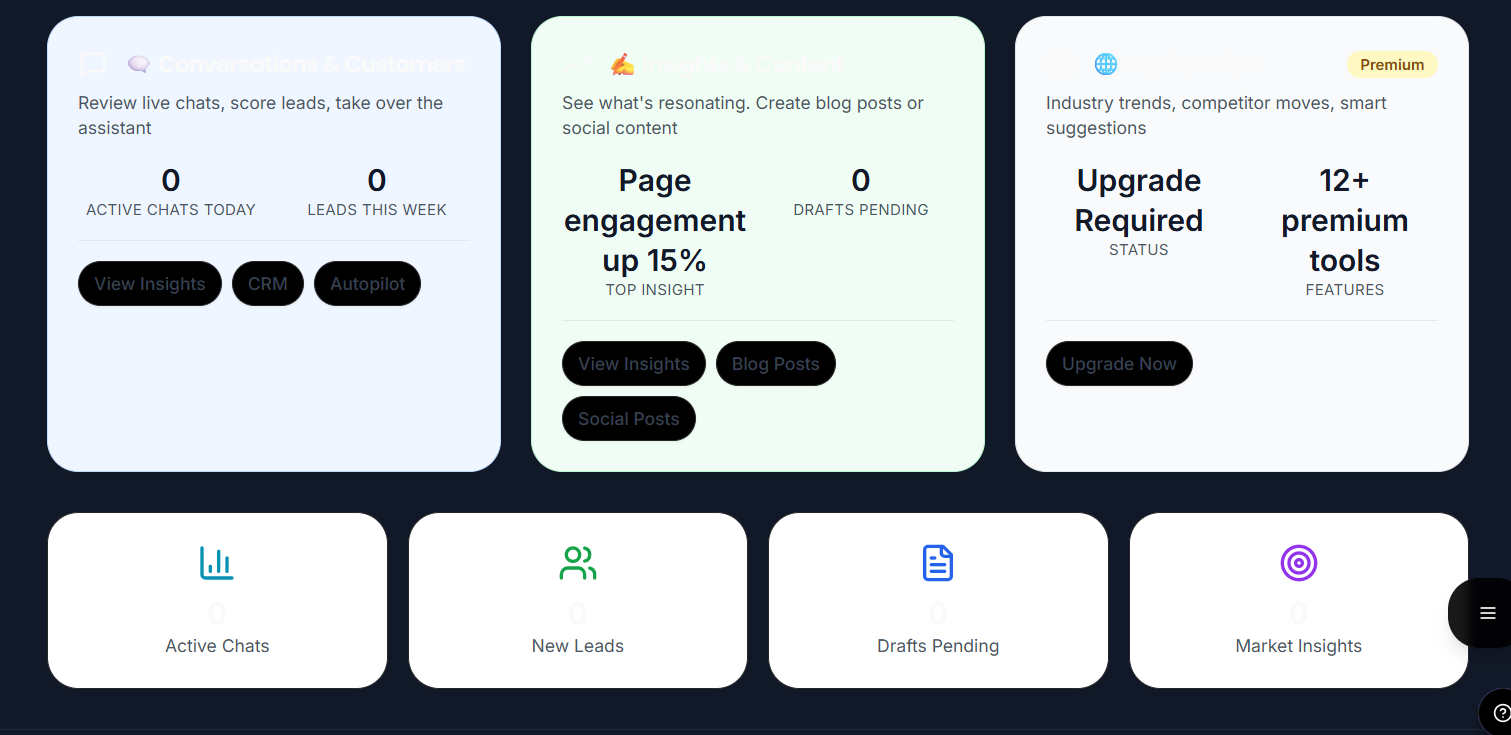 Conversations & Customers
Review live chats, score leads, take over the
assistant
0
ACTIVE CHATS TODAY
0
LEADS THIS WEEK
View Insights
CRM
Autopilot
Insights & Content
See what's resonating. Create blog posts or
social content
Page
engagement
up 15%
TOP INSIGHT
0
DRAFTS PENDING
View Insights
Blog Posts
Social Posts
Premium
Industry trends, competitor moves, smart
suggestions
Upgrade
Required
STATUS
12+
premium
tools
FEATURES
Upgrade Now
0
Active Chats
0
New Leads
0
Drafts Pending
0
Market Insights